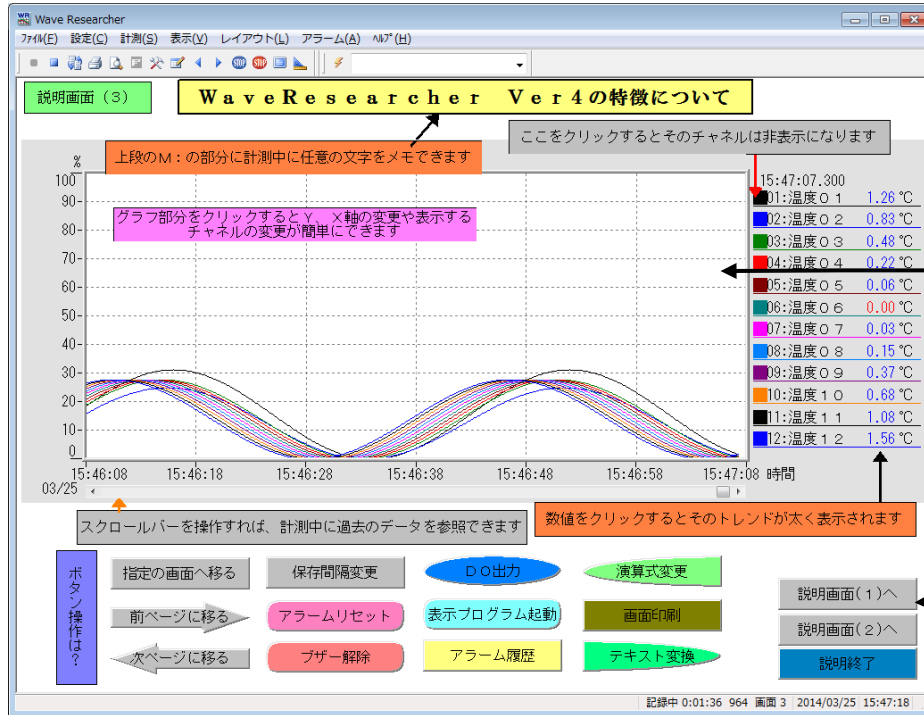 Wave Researcher
ﾌｧｲﾙ(F) 設定(C) 計測(S) 表示(V) レイアウト(L) アラーム(A) ﾍﾙﾌﾟ(H)
STOP STOP
説明画面（3）
ＷａｖｅＲｅｓｅａｒｃｈｅｒ　Ｖｅｒ４の特徴について
ここをクリックするとそのチャネルは非表示になります
上段のＭ：の部分に計測中に任意の文字をメモできます
グラフ部分をクリックするとＹ、Ｘ軸の変更や表示する
チャネルの変更が簡単にできます
%
100
90
80
70
60
50
40
30
20
10
0
15:46:08 15:46:18 15:46:28 15:46:38 15:46:48 15:46:58 15:47:08 時間
03/25
15:47:07.300
01:温度０１ 1.26 ℃
02:温度０２ 0.83 ℃
03:温度０３ 0.48 ℃
04:温度０４ 0.22 ℃
05:温度０５ 0.06 ℃
06:温度０６ 0.00 ℃
07:温度０７ 0.03 ℃
08:温度０８ 0.15 ℃
09:温度０９ 0.37 ℃
10:温度１０ 0.68 ℃
11:温度１１ 1.08 ℃
12:温度１２ 1.56 ℃
スクロールバーを操作すれば、計測中に過去のデータを参照できます
数値をクリックするとそのトレンドが太く表示されます
ボタン操作は？
指定の画面へ移る 保存間隔変更 ＤＯ出力 演算式変更
前ページに移る アラームリセット 表示プログラム起動 画面印刷
次ページに移る ブザー解除 アラーム履歴 テキスト変換
説明画面(１)へ
説明画面(２)へ
説明終了
記録中 0:01:36 964 画面 3 2014/03/25 15:47:18